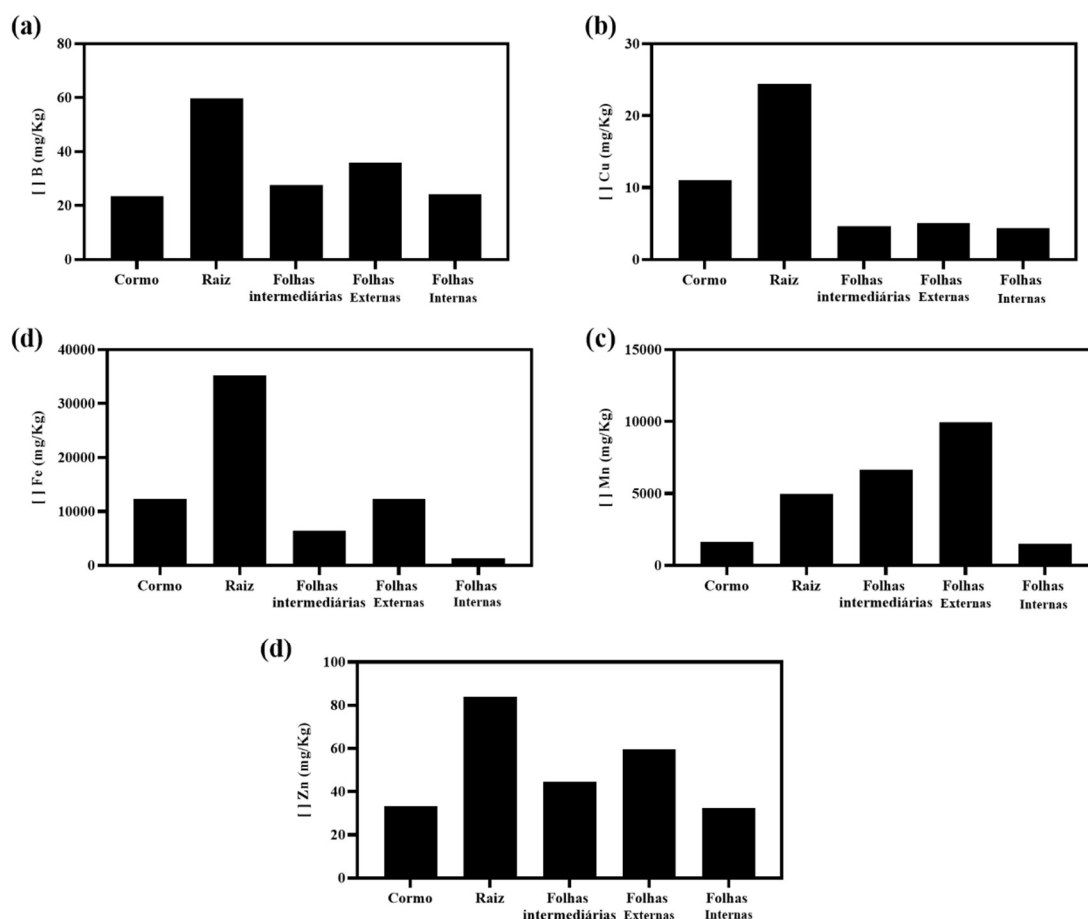 (a)
80
60
40
20
0
[ ] B (mg/Kg)
Cormo Raiz Folhas Folhas Folhas
intermediárias Externas Internas
(b)
30
20
10
0
[ ] Cu (mg/Kg)
Cormo Raiz Folhas Folhas Folhas
intermediárias Externas Internas
(d)
40000
30000
20000
10000
0
[ ] Fe (mg/Kg)
Cormo Raiz Folhas Folhas Folhas
intermediárias Externas Internas
(c)
15000
10000
5000
0
[ ] Mn (mg/Kg)
Cormo Raiz Folhas Folhas Folhas
intermediárias Externas Internas
(d)
100
80
60
40
20
0
[ ] Zn (mg/Kg)
Cormo Raiz Folhas Folhas Folhas
intermediárias Externas Internas